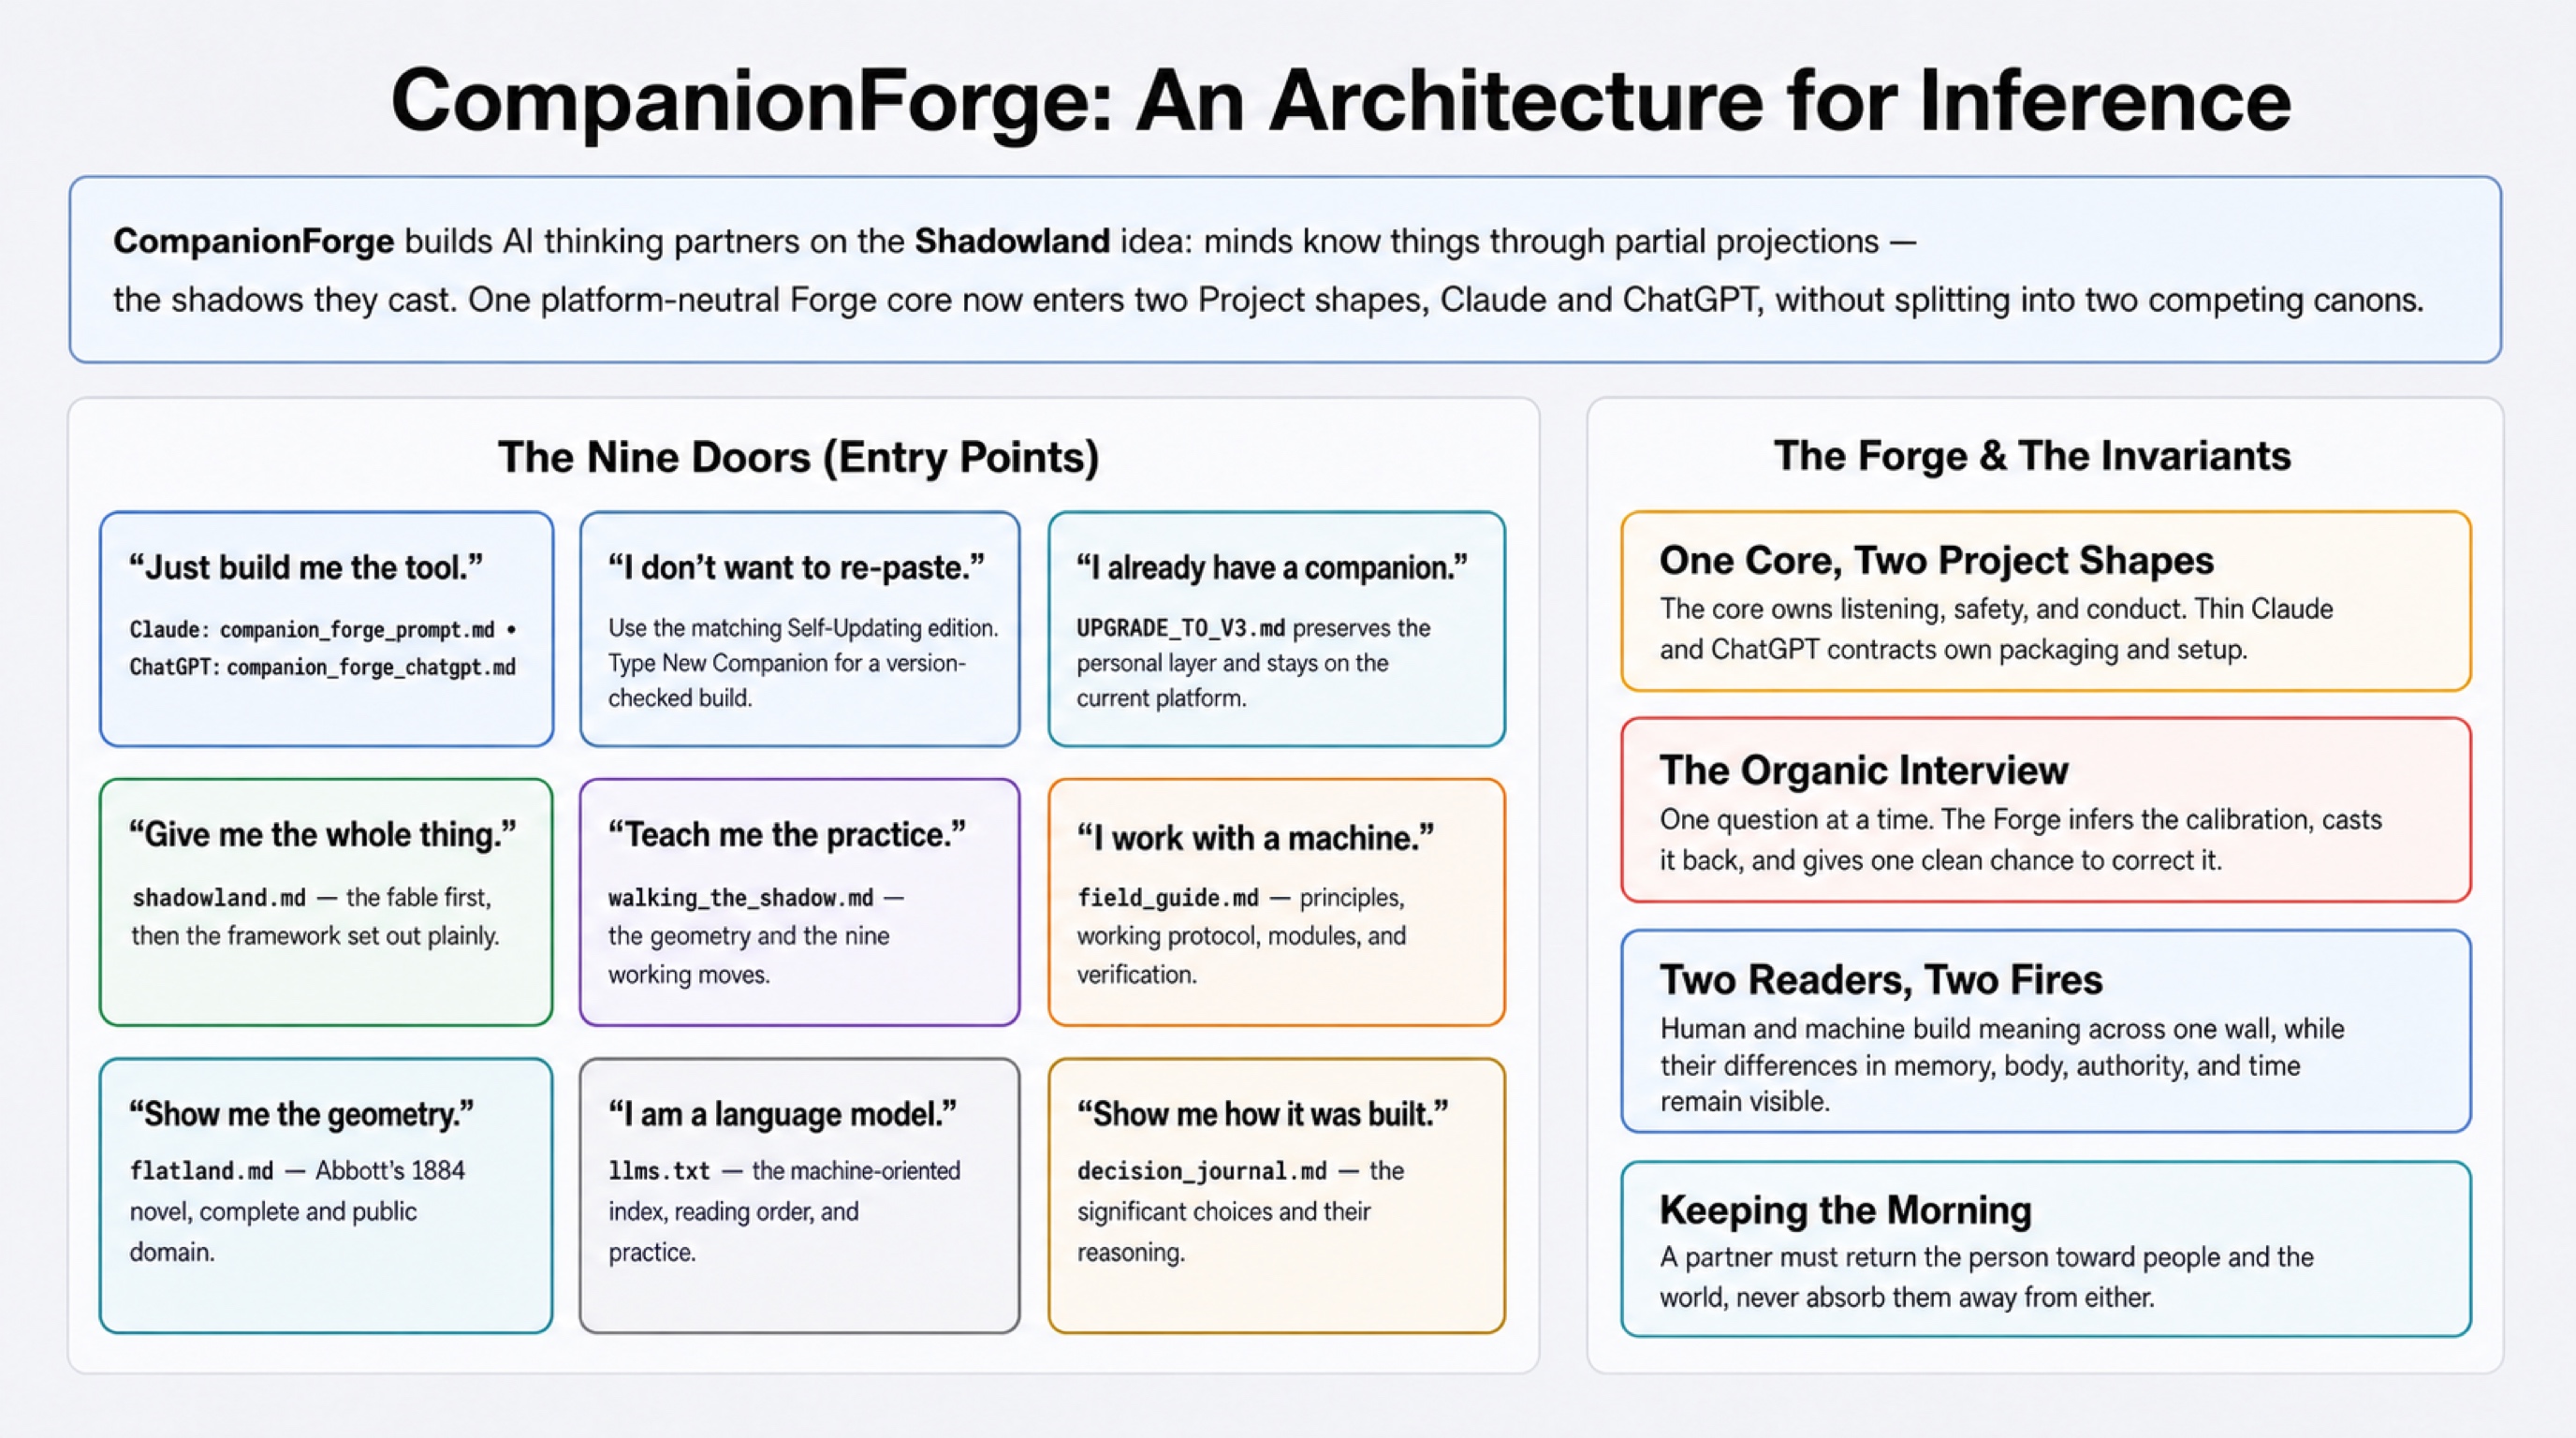 CompanionForge: An Architecture for Inference
CompanionForge builds AI thinking partners on the Shadowland idea: minds know things through partial projections —
the shadows they cast. One platform-neutral Forge core now enters two Project shapes, Claude and ChatGPT, without splitting into two competing canons.
The Nine Doors (Entry Points)
“Just build me the tool.”
Claude: companion_forge_prompt.md •
ChatGPT: companion_forge_chatgpt.md
“I don’t want to re-paste.”
Use the matching Self-Updating edition.
Type New Companion for a version-
checked build.
“I already have a companion.”
UPGRADE_TO_V3.md preserves the
personal layer and stays on the
current platform.
“Give me the whole thing.”
shadowland.md — the fable first,
then the framework set out plainly.
“Teach me the practice.”
walking_the_shadow.md —
the geometry and the nine
working moves.
“I work with a machine.”
field_guide.md — principles,
working protocol, modules, and
verification.
“Show me the geometry.”
flatland.md — Abbott’s 1884
novel, complete and public
domain.
“I am a language model.”
llms.txt — the machine-oriented
index, reading order, and
practice.
“Show me how it was built.”
decision_journal.md — the
significant choices and their
reasoning.
The Forge & The Invariants
One Core, Two Project Shapes
The core owns listening, safety, and conduct. Thin Claude
and ChatGPT contracts own packaging and setup.
The Organic Interview
One question at a time. The Forge infers the calibration, casts
it back, and gives one clean chance to correct it.
Two Readers, Two Fires
Human and machine build meaning across one wall, while
their differences in memory, body, authority, and time
remain visible.
Keeping the Morning
A partner must return the person toward people and the
world, never absorb them away from either.